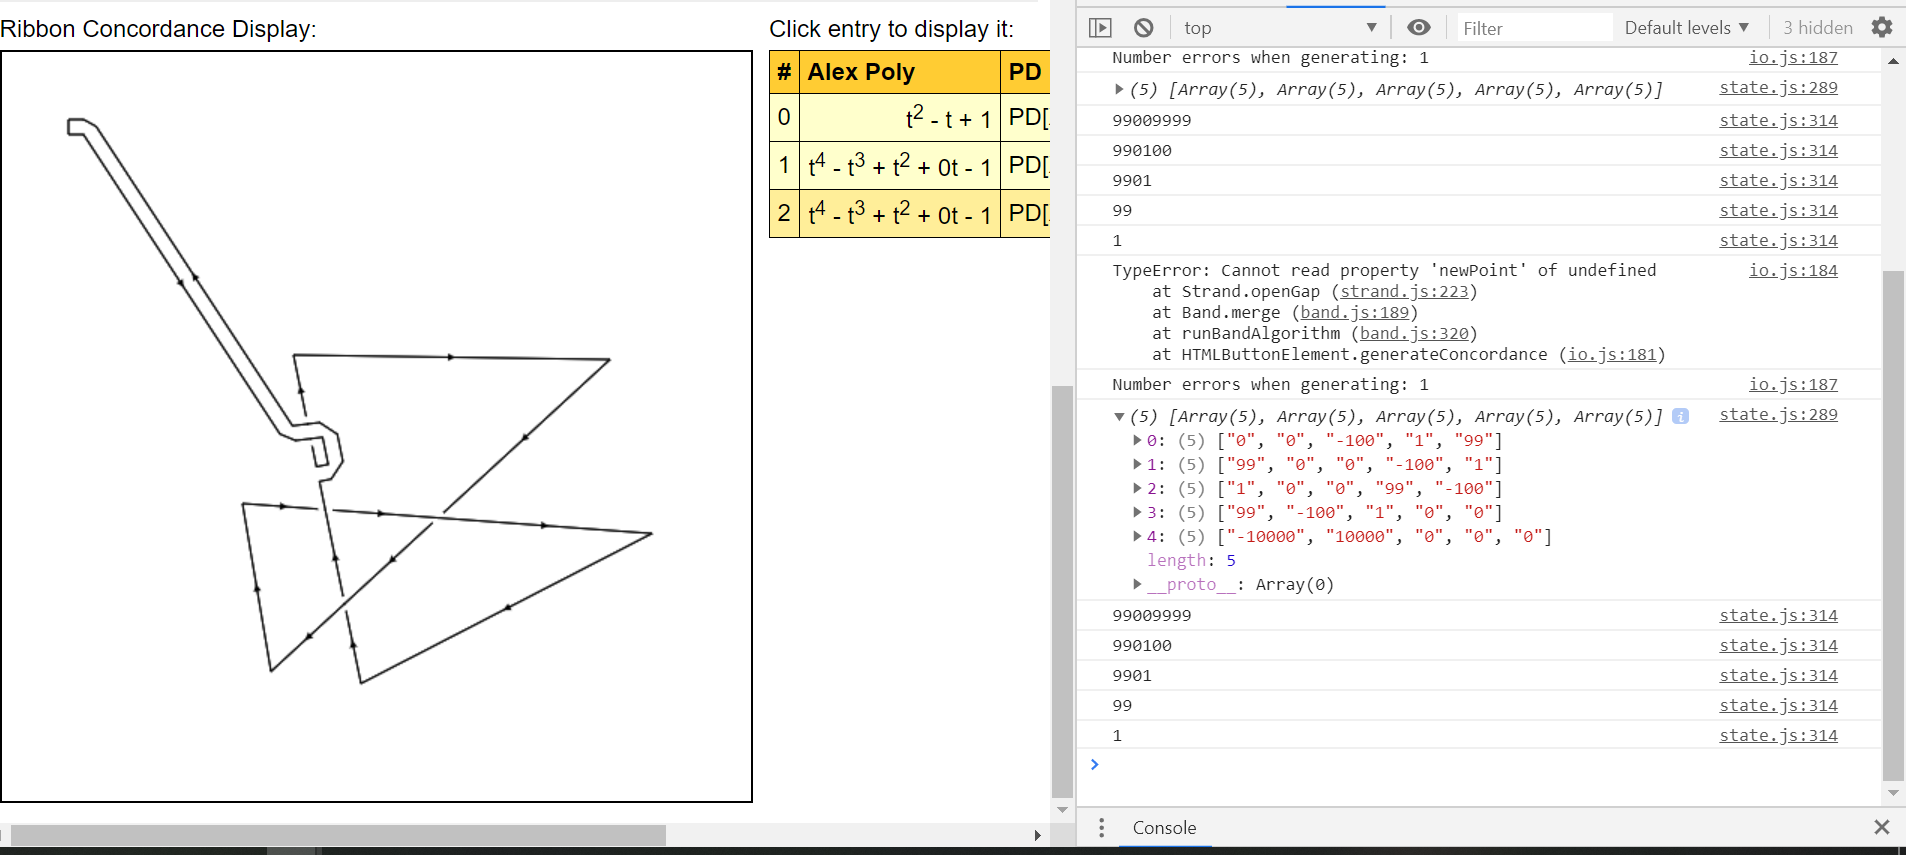 Ribbon Concordance Display:
Click entry to display it:
# Alex Poly PD
0 t2 - t + 1 PD[
1 t4 - t3 + t2 + 0t - 1 PD[
2 t4 - t3 + t2 + 0t - 1 PD[
top Filter Default levels ▼ 3 hidden
Number errors when generating: 1 io.js:187
(5) [Array(5), Array(5), Array(5), Array(5), Array(5)] state.js:289
99009999 state.js:314
990100 state.js:314
9901 state.js:314
99 state.js:314
1 state.js:314
TypeError: Cannot read property 'newPoint' of undefined io.js:184
at Strand.openGap (strand.js:223)
at Band.merge (band.js:189)
at runBandAlgorithm (band.js:320)
at HTMLButtonElement.generateConcordance (io.js:181)
Number errors when generating: 1 io.js:187
(5) [Array(5), Array(5), Array(5), Array(5), Array(5)] i state.js:289
0: (5) ["0", "0", "-100", "1", "99"]
1: (5) ["99", "0", "0", "-100", "1"]
2: (5) ["1", "0", "0", "99", "-100"]
3: (5) ["99", "-100", "1", "0", "0"]
4: (5) ["-10000", "10000", "0", "0", "0"]
length: 5
__proto__: Array(0)
99009999 state.js:314
990100 state.js:314
9901 state.js:314
99 state.js:314
1 state.js:314
Console